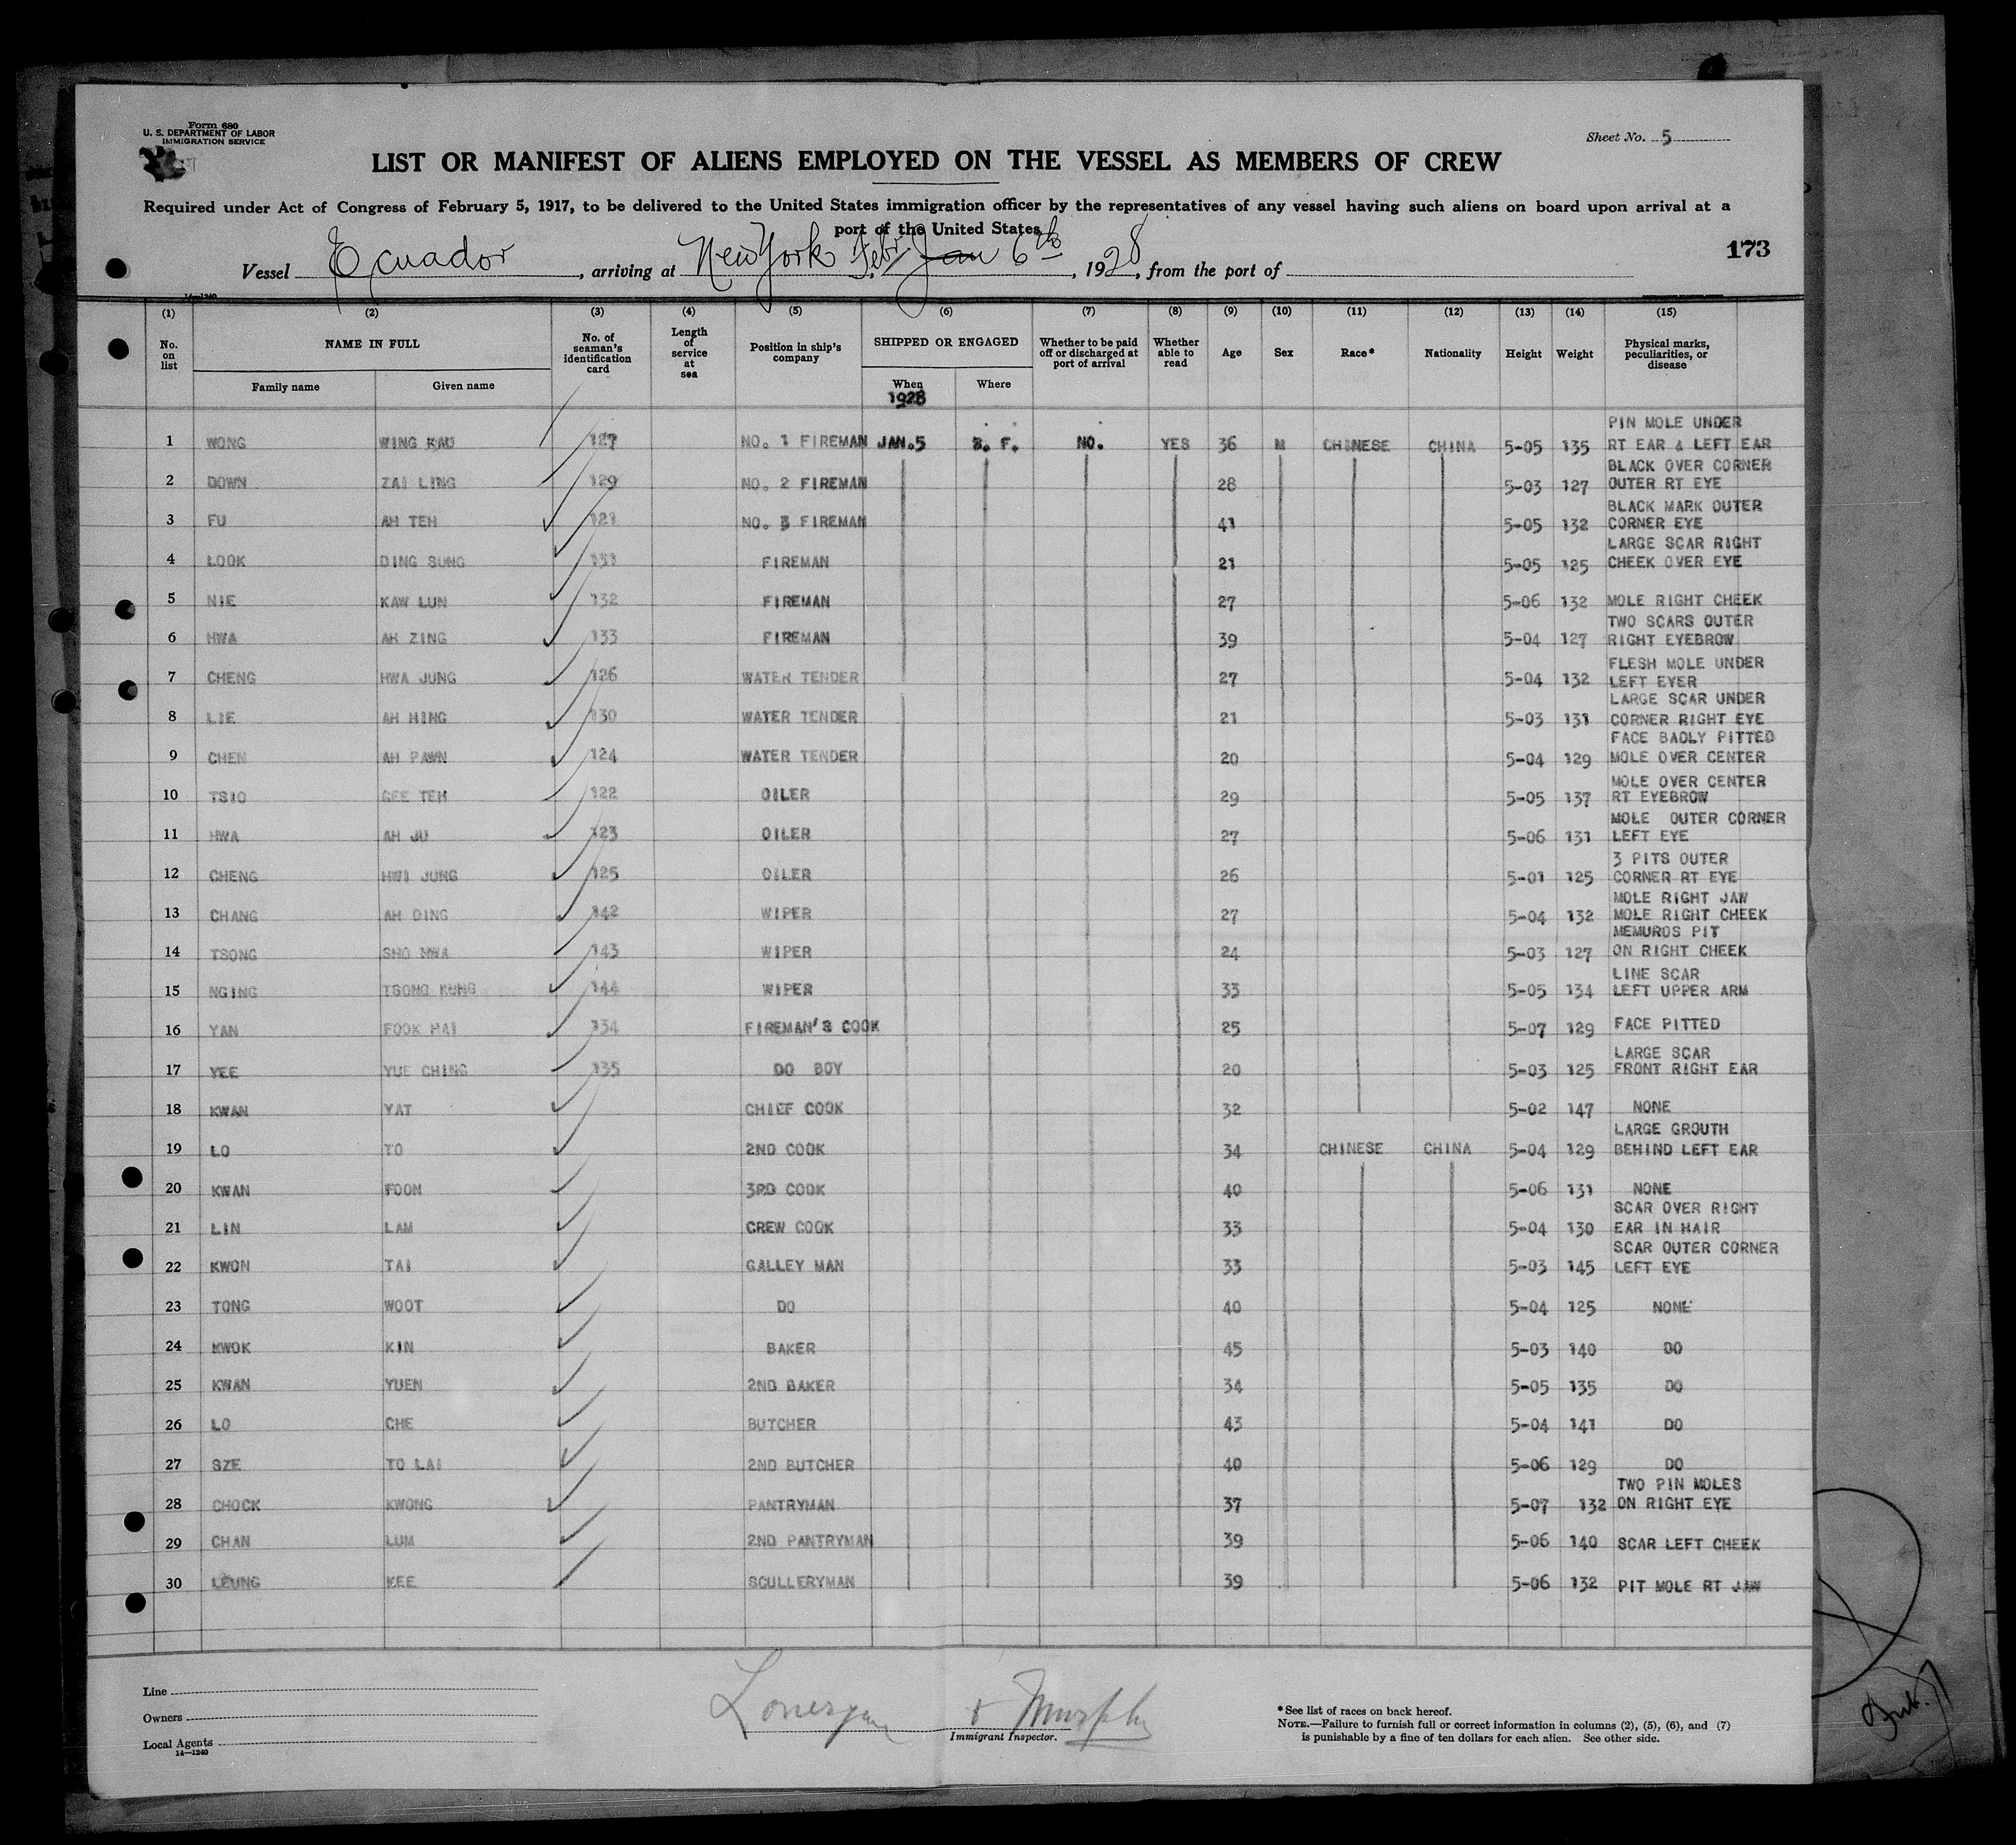 Form 680
U. S. DEPARTMENT OF LABOR
IMMIGRATION SERVICE
Sheet No. 5
LIST OR MANIFEST OF ALIENS EMPLOYED ON THE VESSEL AS MEMBERS OF CREW
Required under Act of Congress of February 5, 1917, to be delivered to the United States immigration officer by the representatives of any vessel having such aliens on board upon arrival at a
port of the United States
173
Vessel Ecuador, arriving at New York Feb Jan 6th, 1928, from the port of
14—1240
(1) (2) (3) (4) (5) (6) (7) (8) (9) (10) (11) (12) (13) (14) (15)
No. on list NAME IN FULL Family name Given name No. of seaman's identification card Length of service at sea Position in ship's company SHIPPED OR ENGAGED When Where Whether to be paid off or discharged at port of arrival Whether able to read Age Sex Race* Nationality Height Weight Physical marks, peculiarities, or disease
1928
1 WONG WING KAU 127 NO. 1 FIREMAN JAN.5 S. F. NO. YES 36 M CHINESE CHINA 5-05 135 PIN MOLE UNDER RT EAR & LEFT EAR
2 DOWN ZAI LING 129 NO. 2 FIREMAN 28 5-03 127 BLACK OVER CORNER OUTER RT EYE
3 FU AH TEH 121 NO. 3 FIREMAN 41 5-05 132 BLACK MARK OUTER CORNER EYE
4 LOOK DING SUNG 131 FIREMAN 21 5-05 125 LARGE SCAR RIGHT CHEEK OVER EYE
5 NIE KAW LUN 132 FIREMAN 27 5-06 132 MOLE RIGHT CHEEK
6 HWA AH ZING 133 FIREMAN 39 5-04 127 TWO SCARS OUTER RIGHT EYEBROW
7 CHENG HWA JUNG 126 WATER TENDER 27 5-04 132 FLESH MOLE UNDER LEFT EYER
8 LIE AH HING 130 WATER TENDER 21 5-03 131 LARGE SCAR UNDER CORNER RIGHT EYE
9 CHEN AH PAWN 124 WATER TENDER 20 5-04 129 FACE BADLY PITTED MOLE OVER CENTER
10 TSIO GEE TEH 122 OILER 29 5-05 137 MOLE OVER CENTER RT EYEBROW
11 HWA AH JU 123 OILER 27 5-06 131 MOLE OUTER CORNER LEFT EYE
12 CHENG HWI JUNG 125 OILER 26 5-01 125 3 PITS OUTER CORNER RT EYE
13 CHANG AH DING 142 WIPER 27 5-04 132 MOLE RIGHT JAW MOLE RIGHT CHEEK
14 TSONG SHO HWA 143 WIPER 24 5-03 127 MEMUROS PIT ON RIGHT CHEEK
15 NGING TSONG KUNG 144 WIPER 33 5-05 134 LINE SCAR LEFT UPPER ARM
16 YAN FOOK HAI 134 FIREMAN'S COOK 25 5-07 129 FACE PITTED
17 YEE YUE CHING 135 DO BOY 20 5-03 125 LARGE SCAR FRONT RIGHT EAR
18 KWAN YAT CHIEF COOK 32 5-02 147 NONE
19 LO TO 2ND COOK 34 CHINESE CHINA 5-04 129 LARGE GROUTH BEHIND LEFT EAR
20 KWAN FOON 3RD COOK 40 5-06 131 NONE
21 LIN LAM CREW COOK 33 5-04 130 SCAR OVER RIGHT EAR IN HAIR
22 KWON TAI GALLEY MAN 33 5-03 145 SCAR OUTER CORNER LEFT EYE
23 TONG WOOT DO 40 5-04 125 NONE
24 KWOK KIN BAKER 45 5-03 140 DO
25 KWAN YUEN 2ND BAKER 34 5-05 135 DO
26 LO CHE BUTCHER 43 5-04 141 DO
27 SZE TO LAI 2ND BUTCHER 40 5-06 129 DO
28 CHOCK KWONG PANTRYMAN 37 5-07 132 TWO PIN MOLES ON RIGHT EYE
29 CHAN LUM 2ND PANTRYMAN 39 5-06 140 SCAR LEFT CHEEK
30 LEUNG KEE SCULLERYMAN 39 5-06 132 PIT MOLE RT JAW
Line
Owners
Local Agents
14—1240
Lonergan & Murphy
Immigrant Inspector.
*See list of races on back hereof.
NOTE.—Failure to furnish full or correct information in columns (2), (5), (6), and (7)
is punishable by a fine of ten dollars for each alien. See other side.